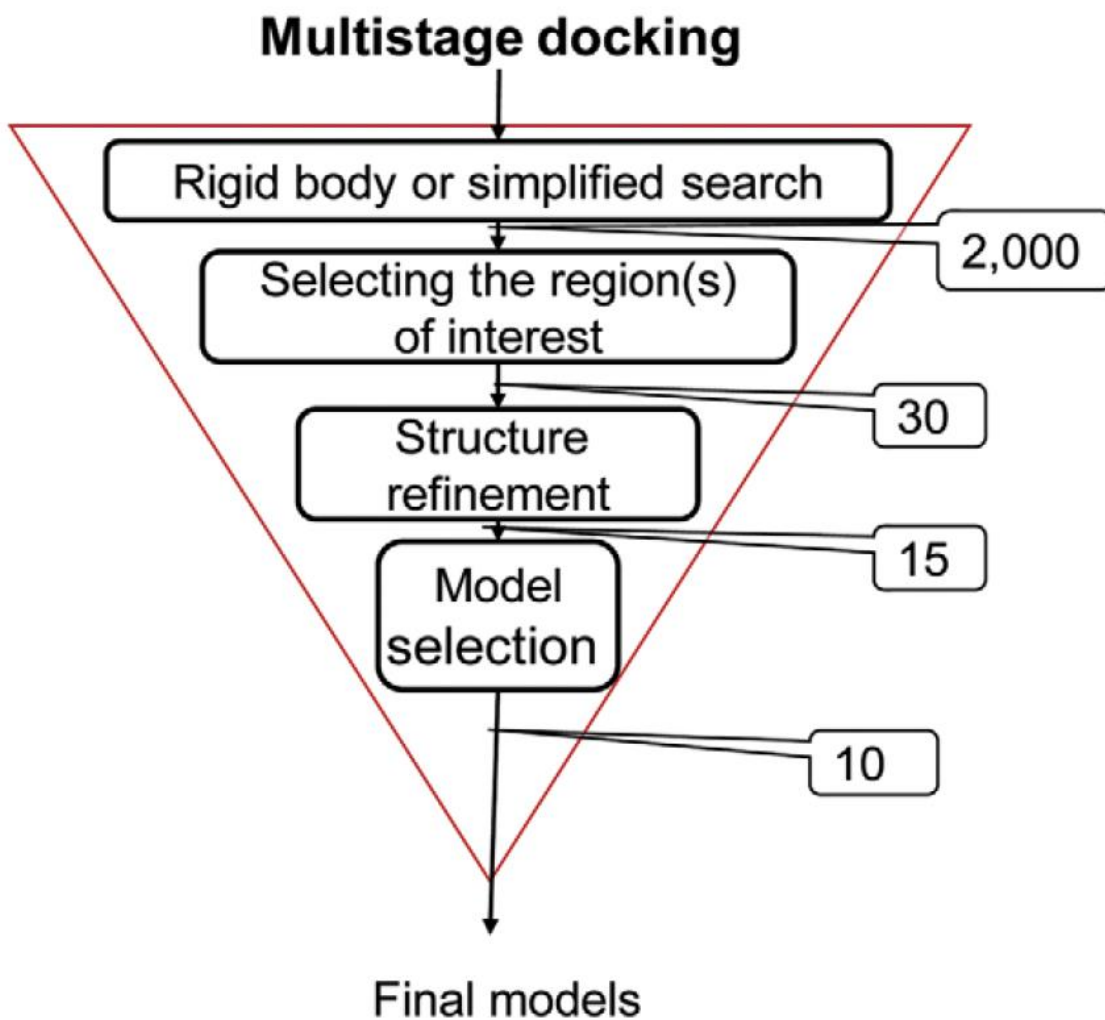 Multistage docking
Rigid body or simplified search
2,000
Selecting the region(s)
of interest
30
Structure
refinement
15
Model
selection
10
Final models